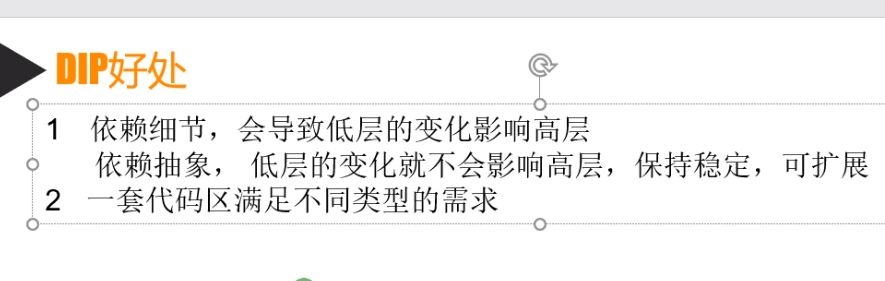 DIP好处
1 依赖细节，会导致低层的变化影响高层
依赖抽象， 低层的变化就不会影响高层，保持稳定，可扩展
2 一套代码区满足不同类型的需求